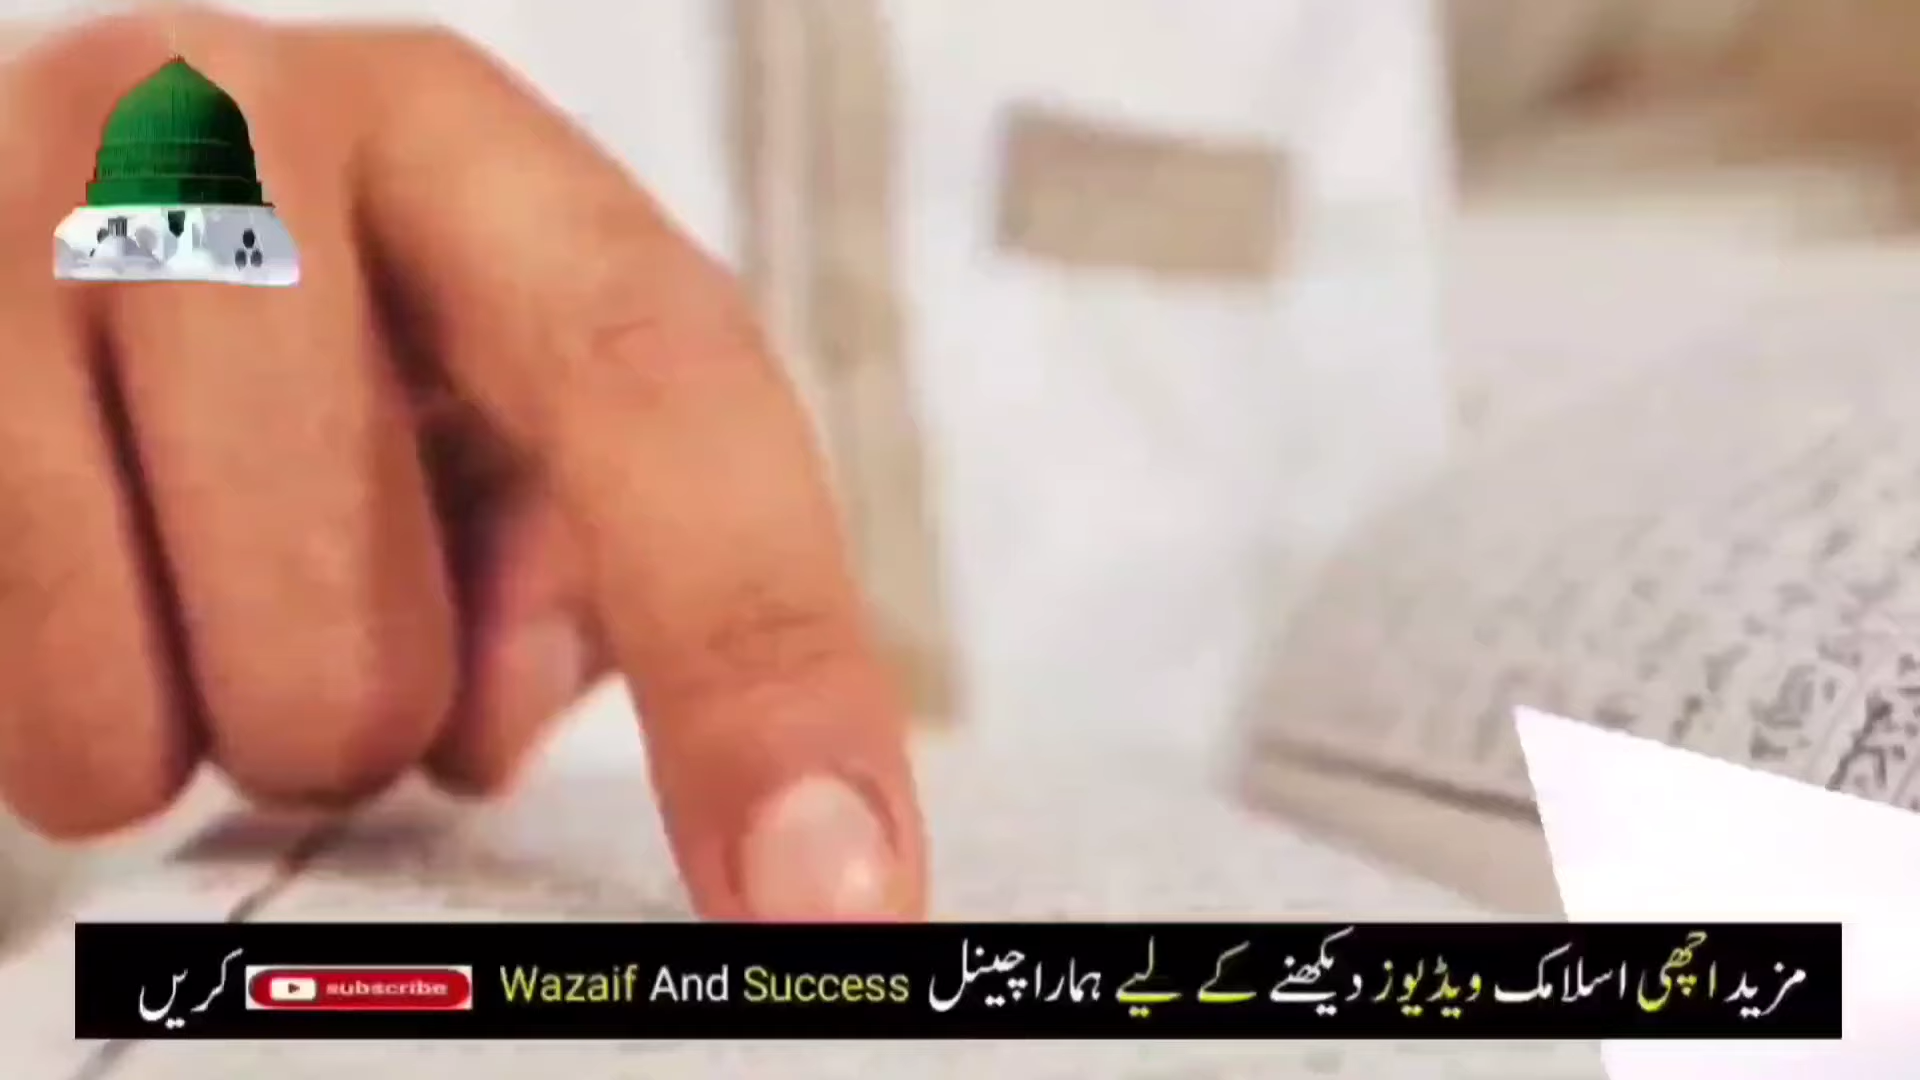 مزید اچھی اسلامک ویڈیوز دیکھنے کے لیے ہمارا چینل Wazaif And Success subscribe کریں